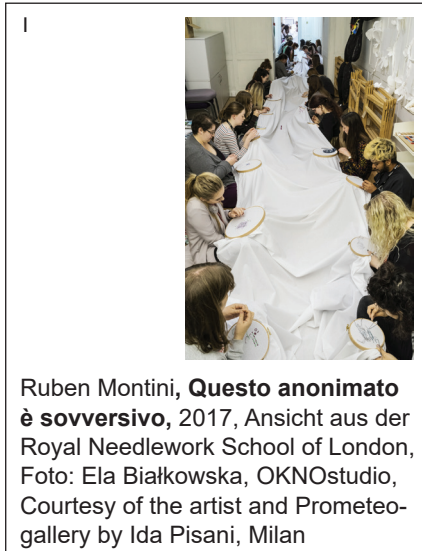 I
Ruben Montini, Questo anonimato
è sovversivo, 2017, Ansicht aus der
Royal Needlework School of London,
Foto: Ela Białkowska, OKNOstudio,
Courtesy of the artist and Prometeo-
gallery by Ida Pisani, Milan